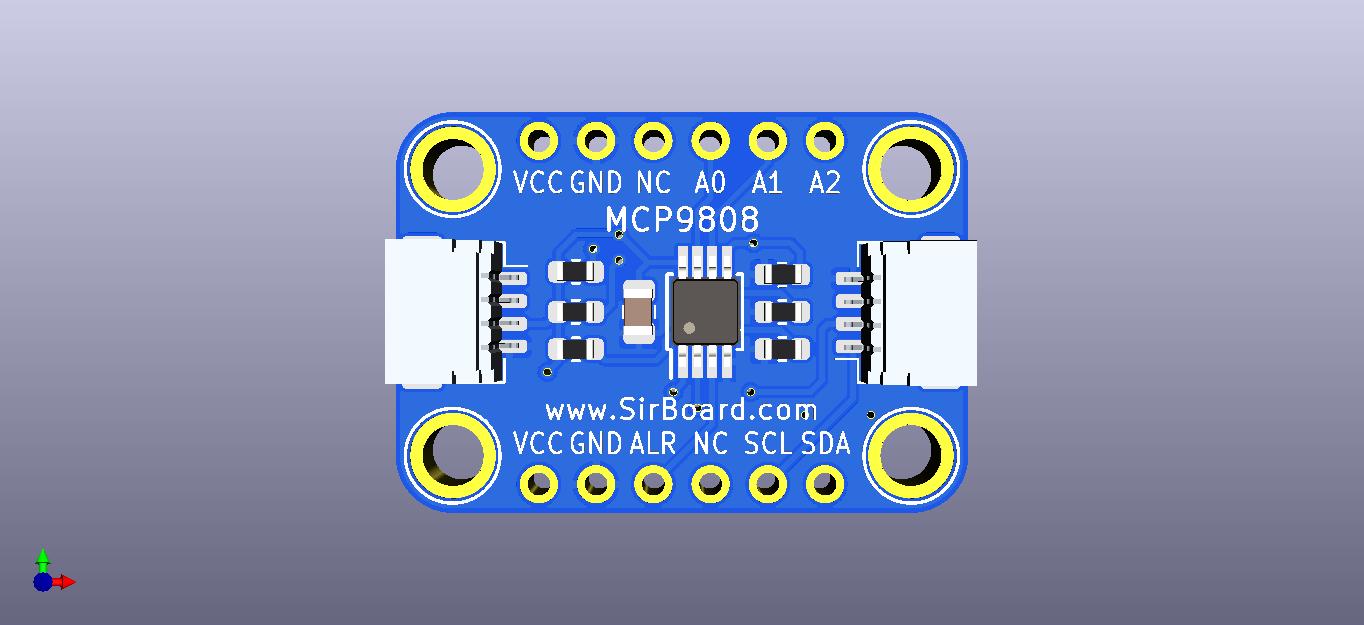 VCC GND NC A0 A1 A2
MCP9808
www.SirBoard.com
VCC GND ALR NC SCL SDA